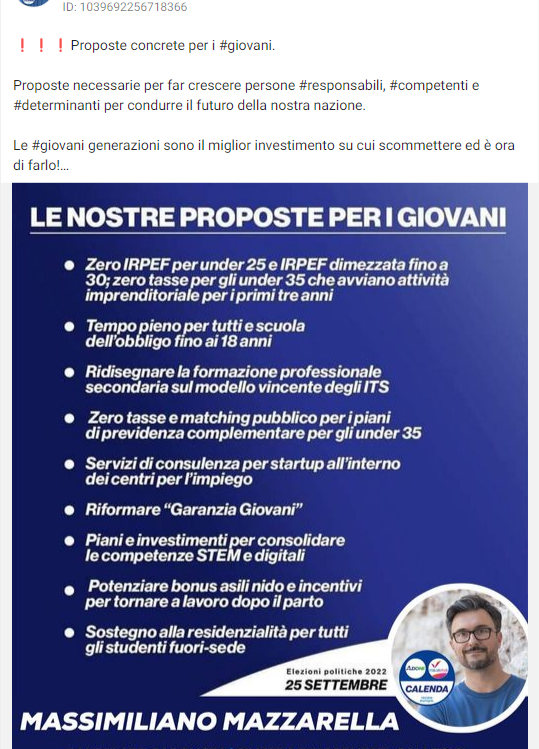 ID: 1039692256718366
❗❗❗Proposte concrete per i #giovani.
Proposte necessarie per far crescere persone #responsabili, #competenti e
#determinanti per condurre il futuro della nostra nazione.
Le #giovani generazioni sono il miglior investimento su cui scommettere ed è ora
di farlo!...
LE NOSTRE PROPOSTE PER I GIOVANI
● Zero IRPEF per under 25 e IRPEF dimezzata fino a
30; zero tasse per gli under 35 che avviano attività
imprenditoriale per i primi tre anni
● Tempo pieno per tutti e scuola
dell'obbligo fino ai 18 anni
● Ridisegnare la formazione professionale
secondaria sul modello vincente degli ITS
● Zero tasse e matching pubblico per i piani
di previdenza complementare per gli under 35
● Servizi di consulenza per startup all'interno
dei centri per l'impiego
● Riformare “Garanzia Giovani”
● Piani e investimenti per consolidare
le competenze STEM e digitali
● Potenziare bonus asili nido e incentivi
per tornare a lavoro dopo il parto
● Sostegno alla residenzialità per tutti
gli studenti fuori-sede
Elezioni politiche 2022
25 SETTEMBRE
AZIONE
CALENDA
MASSIMILIANO MAZZARELLA